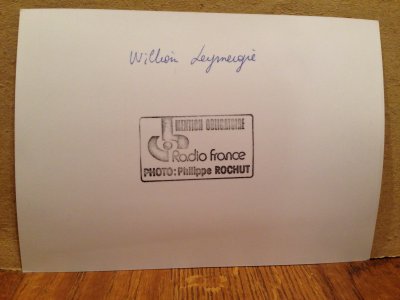 William Leymergie
MENTION OBLIGATOIRE
Radio france
PHOTO: Philippe ROCHUT